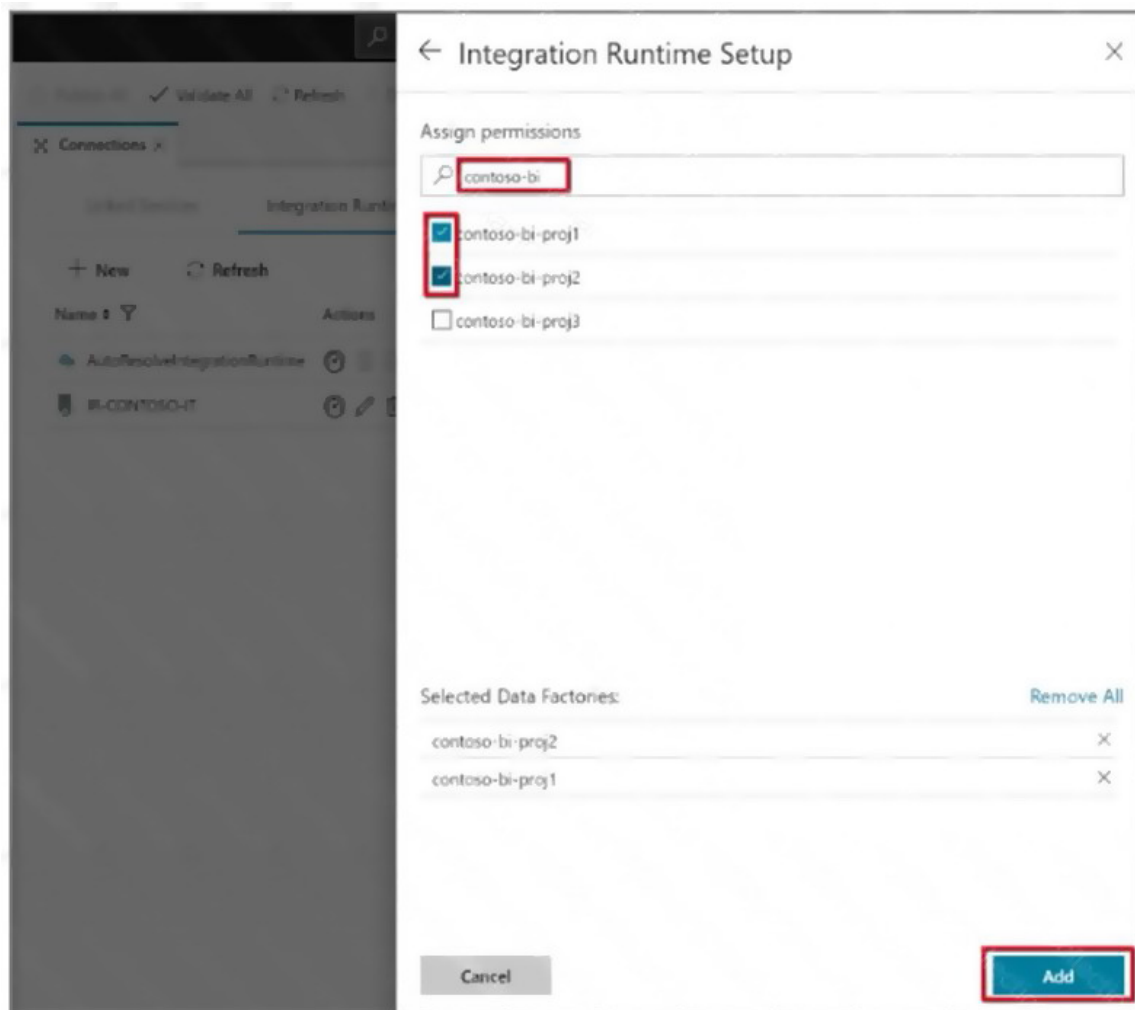 Integration Runtime Setup
Validate All Refresh
Connections
Assign permissions
contoso-bi
Linked Services Integration Runti
contoso-bi-proj1
contoso-bi-proj2
contoso-bi-proj3
+ New Refresh
Name Actions
AutoResolveIntegrationRuntime
IR-CONTOSO-IT
Selected Data Factories: Remove All
contoso-bi-proj2
contoso-bi-proj1
Cancel Add